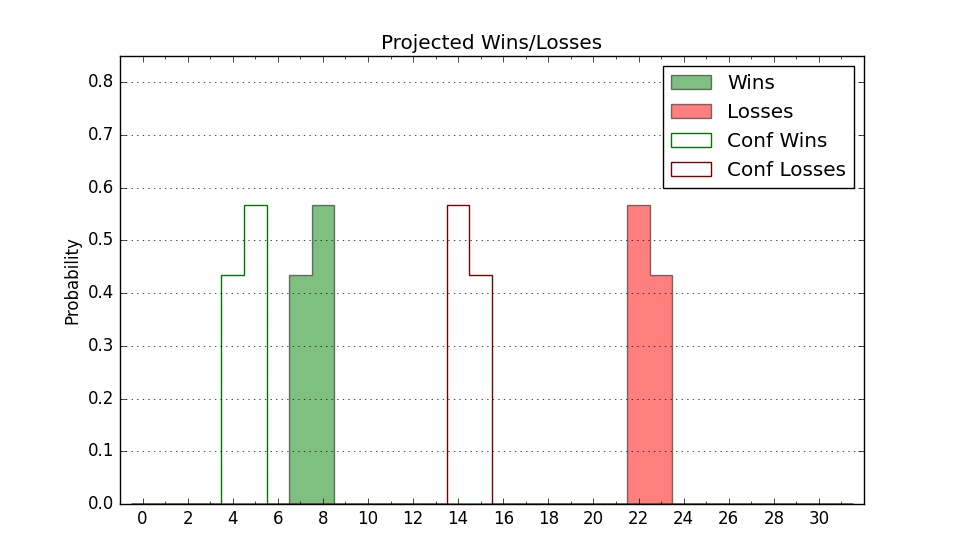 Projected Wins/Losses
Probability
0.8
0.7
0.6
0.5
0.4
0.3
0.2
0.1
0.0
Wins
Losses
Conf Wins
Conf Losses
0 2 4 6 8 10 12 14 16 18 20 22 24 26 28 30